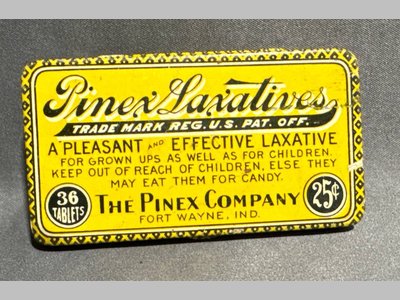 Pinex Laxatives
TRADE MARK REG. U.S. PAT. OFF.
A PLEASANT AND EFFECTIVE LAXATIVE
FOR GROWN UPS AS WELL AS FOR CHILDREN.
KEEP OUT OF REACH OF CHILDREN, ELSE THEY
MAY EAT THEM FOR CANDY.
36
TABLETS
THE PINEX COMPANY
FORT WAYNE, IND.
25¢